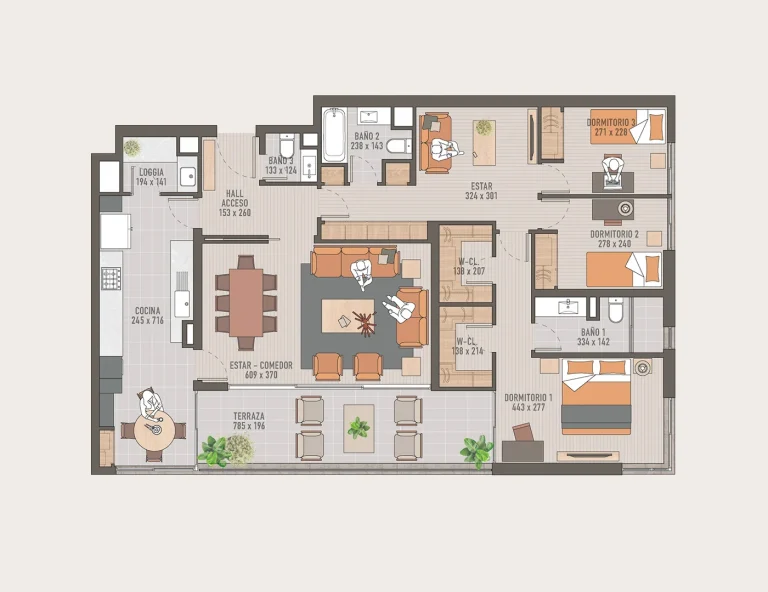 DORMITORIO 3
271 x 228
BAÑO 2
238 x 143
BAÑO 3
133 x 124
LOGGIA
194 x 141
ESTAR
324 x 301
HALL
ACCESO
153 x 260
DORMITORIO 2
278 x 240
W-CL.
138 x 207
COCINA
245 x 716
BAÑO 1
334 x 142
W-CL.
138 x 214
ESTAR - COMEDOR
609 x 370
DORMITORIO 1
443 x 277
TERRAZA
785 x 196